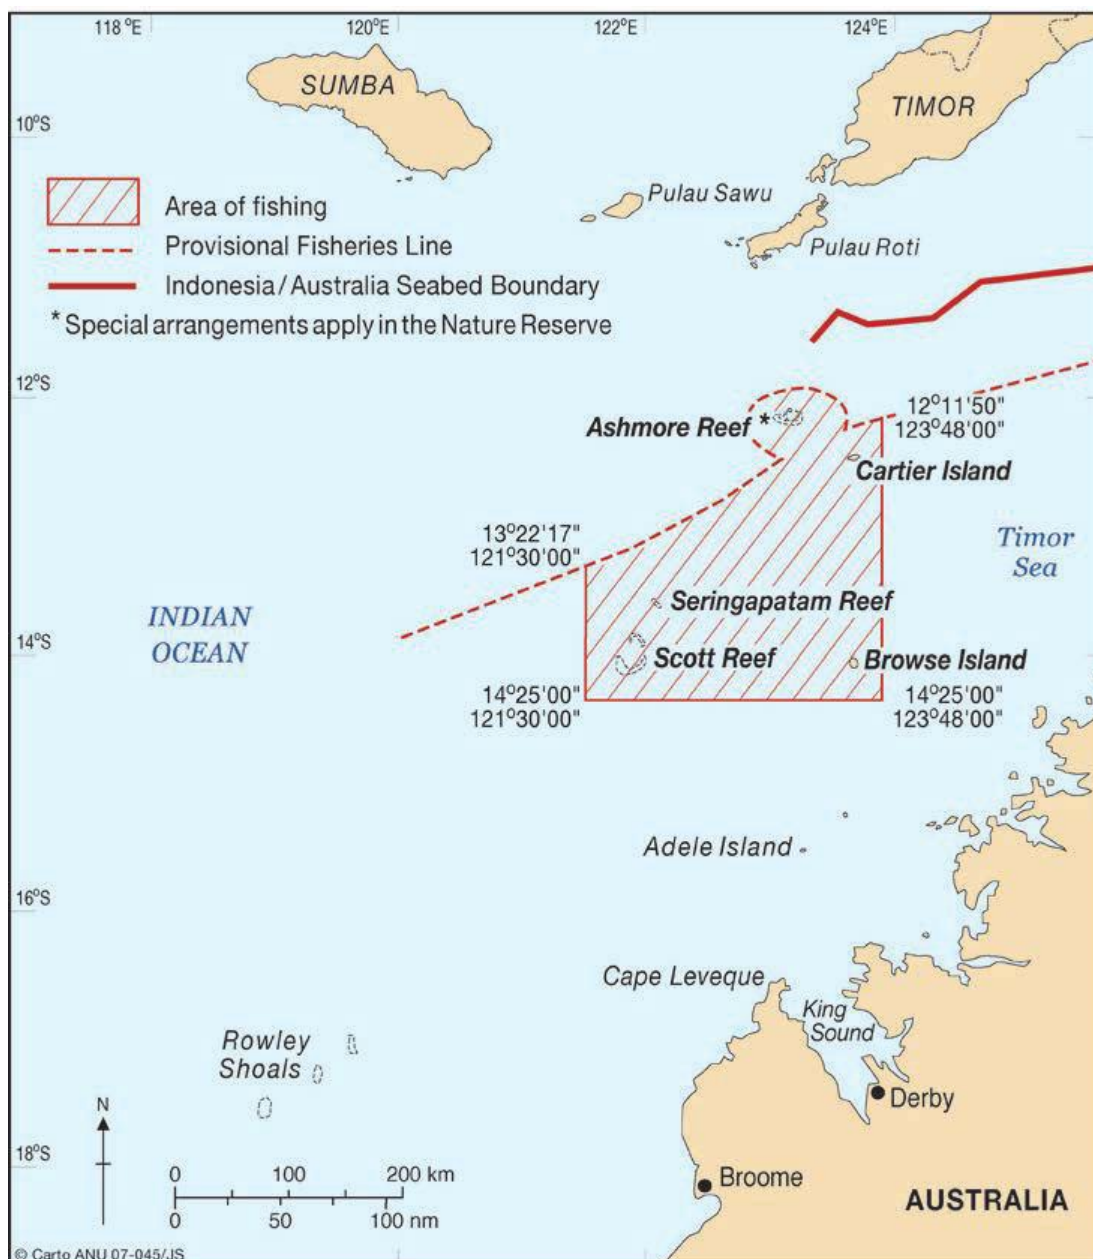 118 °E
120°E
122°E
124°E
SUMBA
TIMOR
10°S
Pulau Sawu
Pulau Roti
Area of fishing
Provisional Fisheries Line
Indonesia/Australia Seabed Boundary
* Special arrangements apply in the Nature Reserve
12°S
12°11'50"
123°48'00"
Ashmore Reef *
Cartier Island
13°22'17"
121°30'00"
Timor
Sea
Seringapatam Reef
INDIAN
OCEAN
14°S
Scott Reef
Browse Island
14°25'00"
121°30'00"
14°25'00"
123°48'00"
Adele Island
16°S
Cape Leveque
King
Sound
Rowley
Shoals
N
Derby
18°S
0 100 200 km
0 50 100 nm
Broome
AUSTRALIA
© Carto ANU 07-045/JS